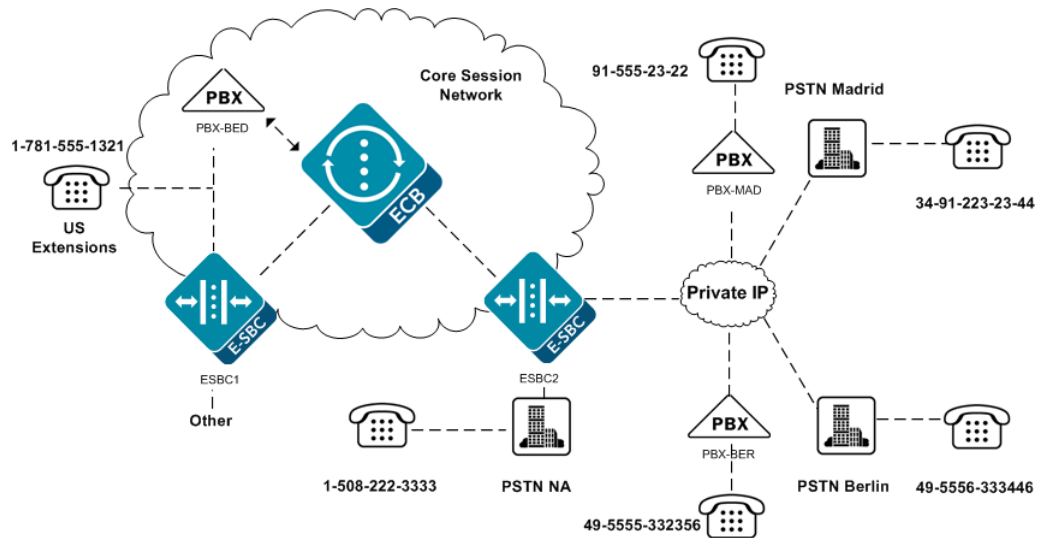 91-555-23-22
PSTN Madrid
Core Session
Network
PBX
PBX-BED
1-781-555-1321
ECB
PBX
PBX-MAD
34-91-223-23-44
US
Extensions
Private IP
E-SBC
E-SBC
ESBC1
ESBC2
Other
PBX
PBX-BER
1-508-222-3333
PSTN NA
PSTN Berlin
49-5556-333446
49-5555-332356